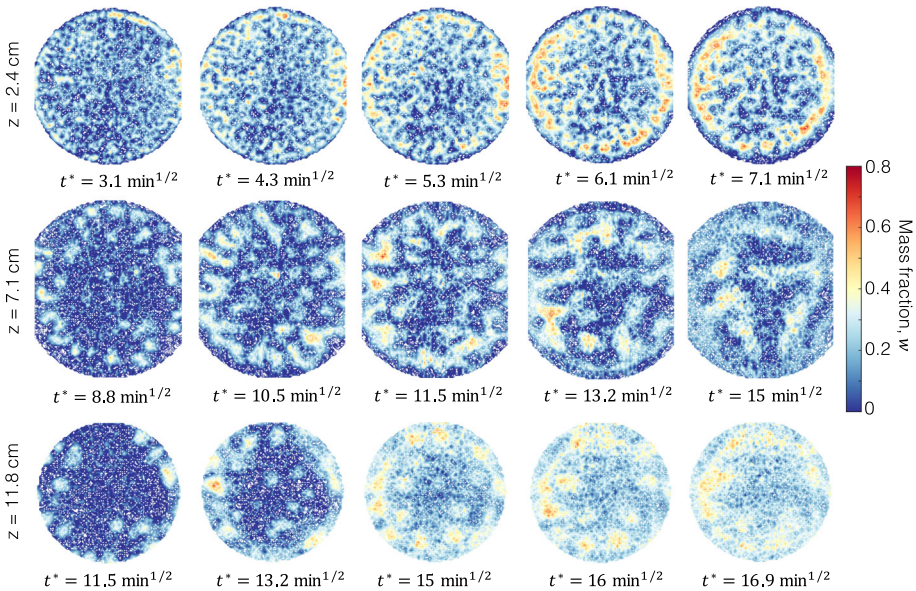 z = 2.4 cm
t* = 3.1 min^1/2
t* = 4.3 min^1/2
t* = 5.3 min^1/2
t* = 6.1 min^1/2
t* = 7.1 min^1/2
z = 7.1 cm
t* = 8.8 min^1/2
t* = 10.5 min^1/2
t* = 11.5 min^1/2
t* = 13.2 min^1/2
t* = 15 min^1/2
0.8
0.6
0.4
0.2
0
Mass fraction, w
z = 11.8 cm
t* = 11.5 min^1/2
t* = 13.2 min^1/2
t* = 15 min^1/2
t* = 16 min^1/2
t* = 16.9 min^1/2